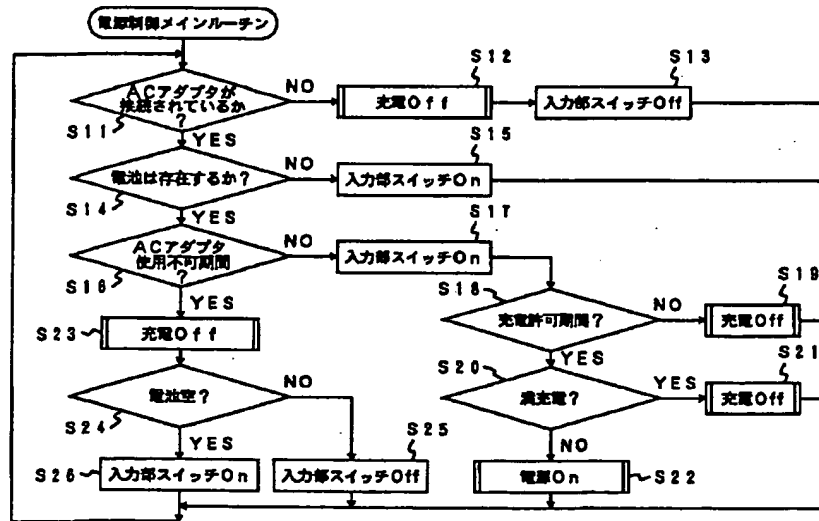 電源制御メインルーチン
ACアダプタが
接続されているか
?
S11
NO
YES
S12
充電Off
S13
入力部スイッチOff
電池は存在するか?
S14
NO
YES
S15
入力部スイッチOn
ACアダプタ
使用不可期間
?
S16
NO
YES
S17
入力部スイッチOn
S18
充電許可期間?
NO
YES
S19
充電Off
S20
満充電?
YES
NO
S21
充電Off
電源On
S22
S23
充電Off
電池空?
S24
NO
YES
S25
入力部スイッチOff
S26
入力部スイッチOn